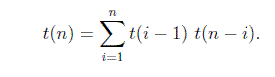 t(n) = \sum_{i=1}^{n} t(i − 1) t(n − i).